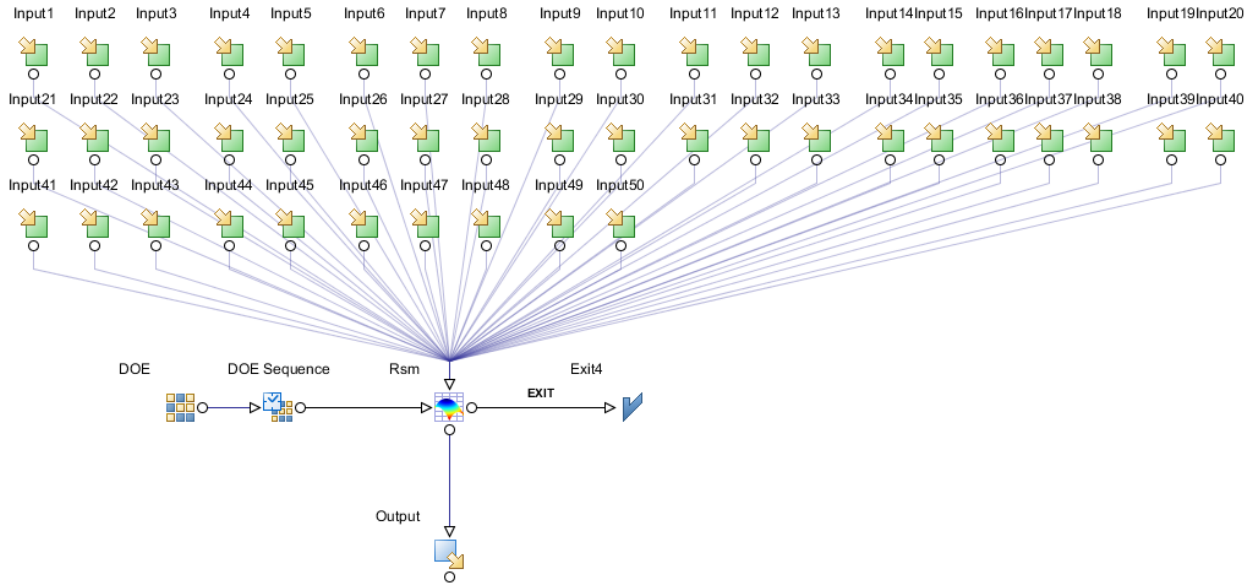 Input1 Input2 Input3 Input4 Input5 Input6 Input7 Input8 Input9 Input10 Input11 Input12 Input13 Input14 Input15 Input16 Input17 Input18 Input19 Input20
Input21 Input22 Input23 Input24 Input25 Input26 Input27 Input28 Input29 Input30 Input31 Input32 Input33 Input34 Input35 Input36 Input37 Input38 Input39 Input40
Input41 Input42 Input43 Input44 Input45 Input46 Input47 Input48 Input49 Input50
DOE DOE Sequence Rsm Exit4
EXIT
Output